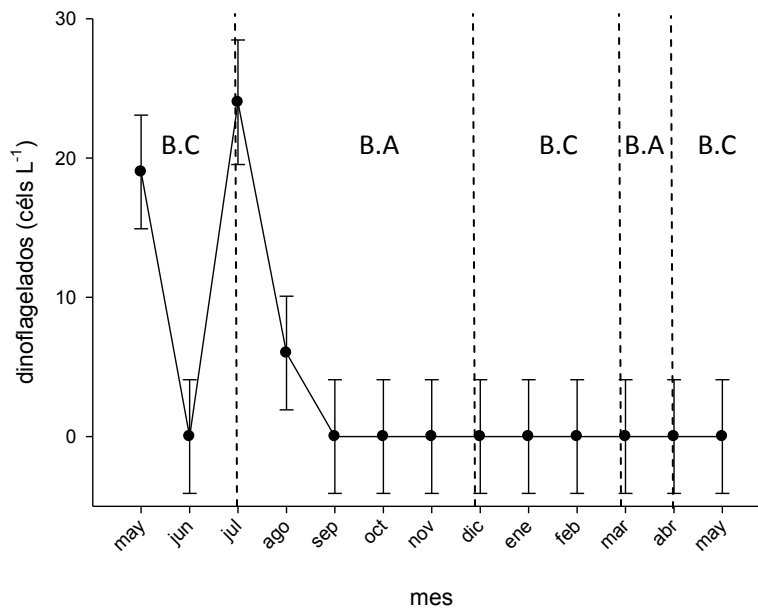 30
20
10
0
dinoflagelados (céls L⁻¹)
B.C
B.A
B.C
B.A
B.C
may
jun
jul
ago
sep
oct
nov
dic
ene
feb
mar
abr
may
mes